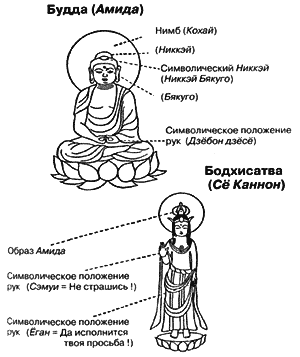 Будда (Амида)
Нимб (Кохай)
(Никкэй)
Символический Никкэй
(Никкэй Бякуго)
(Бякуго)
Символическое положение
рук (Дзёбон дзёсё)
Бодхисатва
(Сё Каннон)
Образ Амида
Символическое положение
рук (Сэмуи = Не страшись!)
Символическое положение
рук (Ёган = Да исполнится
твоя просьба!)